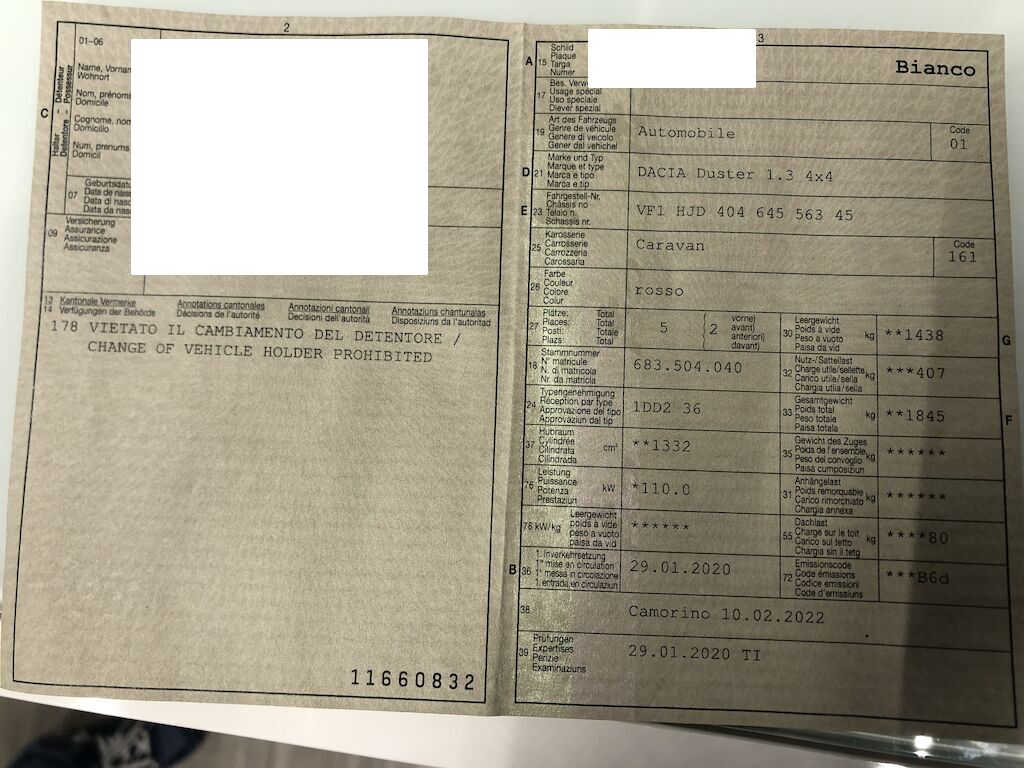 2
01-06
C
Halter - Détenteur
Detentore - Possessur
Name,
Wohnort
Nom, prénoms
Domicile
Cognome,
Domicilio
Num, prenums
Domicil
07
Date de
Data di
Data da
09
Versicherung
Assurance
Assicurazione
Assicuranza
13 Kantonale Vermerke Annotations cantonales Annotazioni cantonali Annotaziuns chantunalas
14 Verfügungen der Behörde Décisions de l'autorité Decisioni dell'autorità Disposiziuns da l'autoritad
178 VIETATO IL CAMBIAMENTO DEL DETENTORE /
CHANGE OF VEHICLE HOLDER PROHIBITED
11660832
3
A 15
Schild
Plaque
Targa
Numer
Bianco
17
Bes.
Usage spécial
Uso speciale
Diever spezial
19
Art des Fahrzeugs
Genre de véhicule
Genere di veicolo
Gener dal vehichel
Automobile
Code
01
D 21
Marke und Typ
Marque et type
Marca e tipo
Marca e tip
DACIA Duster 1.3 4x4
E 23
Fahrgestell-Nr.
Châssis no
Telaio n.
Schassis nr.
VF1 HJD 404 645 563 45
25
Karosserie
Carrosserie
Carrozzeria
Carossaria
Caravan
Code
161
26
Farbe
Couleur
Colore
Colur
rosso
27
Plätze: Total
Places: Total
Posti: Totale
Plazs: Total
5
2
vorne)
avant)
anteriori)
davant)
30
Leergewicht
Poids à vide
Peso a vuoto
Paisa da vid
kg
**1438
G
18
Stammnummer
N° matricule
N. di matricola
Nr. da matricla
683.504.040
32
Nutz-/Sattellast
Charge utile/sellette
Carico utile/sella
Chargia utila/sella
kg
***407
24
Typengenehmigung
Réception par type
Approvazione del tipo
Approvaziun dal tip
1DD2 36
33
Gesamtgewicht
Poids total
Peso totale
Paisa totala
kg
**1845
F
37
Hubraum
Cylindrée
Cilindrata
Cilindrada
cm³
**1332
35
Gewicht des Zuges
Poids de l'ensemble
Peso del convoglio
Paisa cumposiziun
kg
******
76
Leistung
Puissance
Potenza
Prestaziun
kW
*110.0
31
Anhängelast
Poids remorquable
Carico rimorchiato
Chargia annexa
kg
******
78 kW/kg
Leergewicht
poids à vide
peso a vuoto
paisa da vid
******
55
Dachlast
Charge sur le toit
Carico sul tetto
Chargia sin il tetg
kg
****80
B 36
1. Inverkehrsetzung
1re mise en circulation
1a messa in circolazione
1. entrada en circulaziun
29.01.2020
72
Emissionscode
Code émissions
Codice emissioni
Code d'emissiuns
***B6d
38
Camorino 10.02.2022
39
Prüfungen
Expertises
Perizie
Examinaziuns
29.01.2020 TI